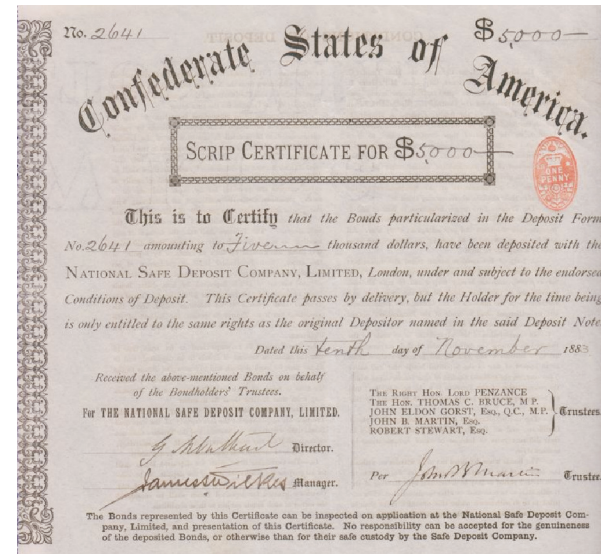 No. 2641
$5,000
Confederate States of America.
SCRIP CERTIFICATE FOR $5,000
ONE PENNY
This is to Certify that the Bonds particularized in the Deposit Form
No. 2641 amounting to Five thousand dollars, have been deposited with the
NATIONAL SAFE DEPOSIT COMPANY, LIMITED, London, under and subject to the endorsed
Conditions of Deposit. This Certificate passes by delivery, but the Holder for the time being
is only entitled to the same rights as the original Depositor named in the said Deposit Note
Dated this tenth day of November 1883
Received the above-mentioned Bonds on behalf
of the Bondholders' Trustees.
For THE NATIONAL SAFE DEPOSIT COMPANY, LIMITED.
Director.
James Wilkes Manager.
THE RIGHT HON. LORD PENZANCE
THE HON. THOMAS C. BRUCE, M P.
JOHN ELDON GORST, ESQ., Q.C., M.P.
JOHN B. MARTIN, ESQ.
ROBERT STEWART, ESQ.
Trustees
Per John B Martin Trustee
The Bonds represented by this Certificate can be inspected on application at the National Safe Deposit Com-
pany, Limited, and presentation of this Certificate. No responsibility can be accepted for the genuineness
of the deposited Bonds, or otherwise than for their safe custody by the Safe Deposit Company.